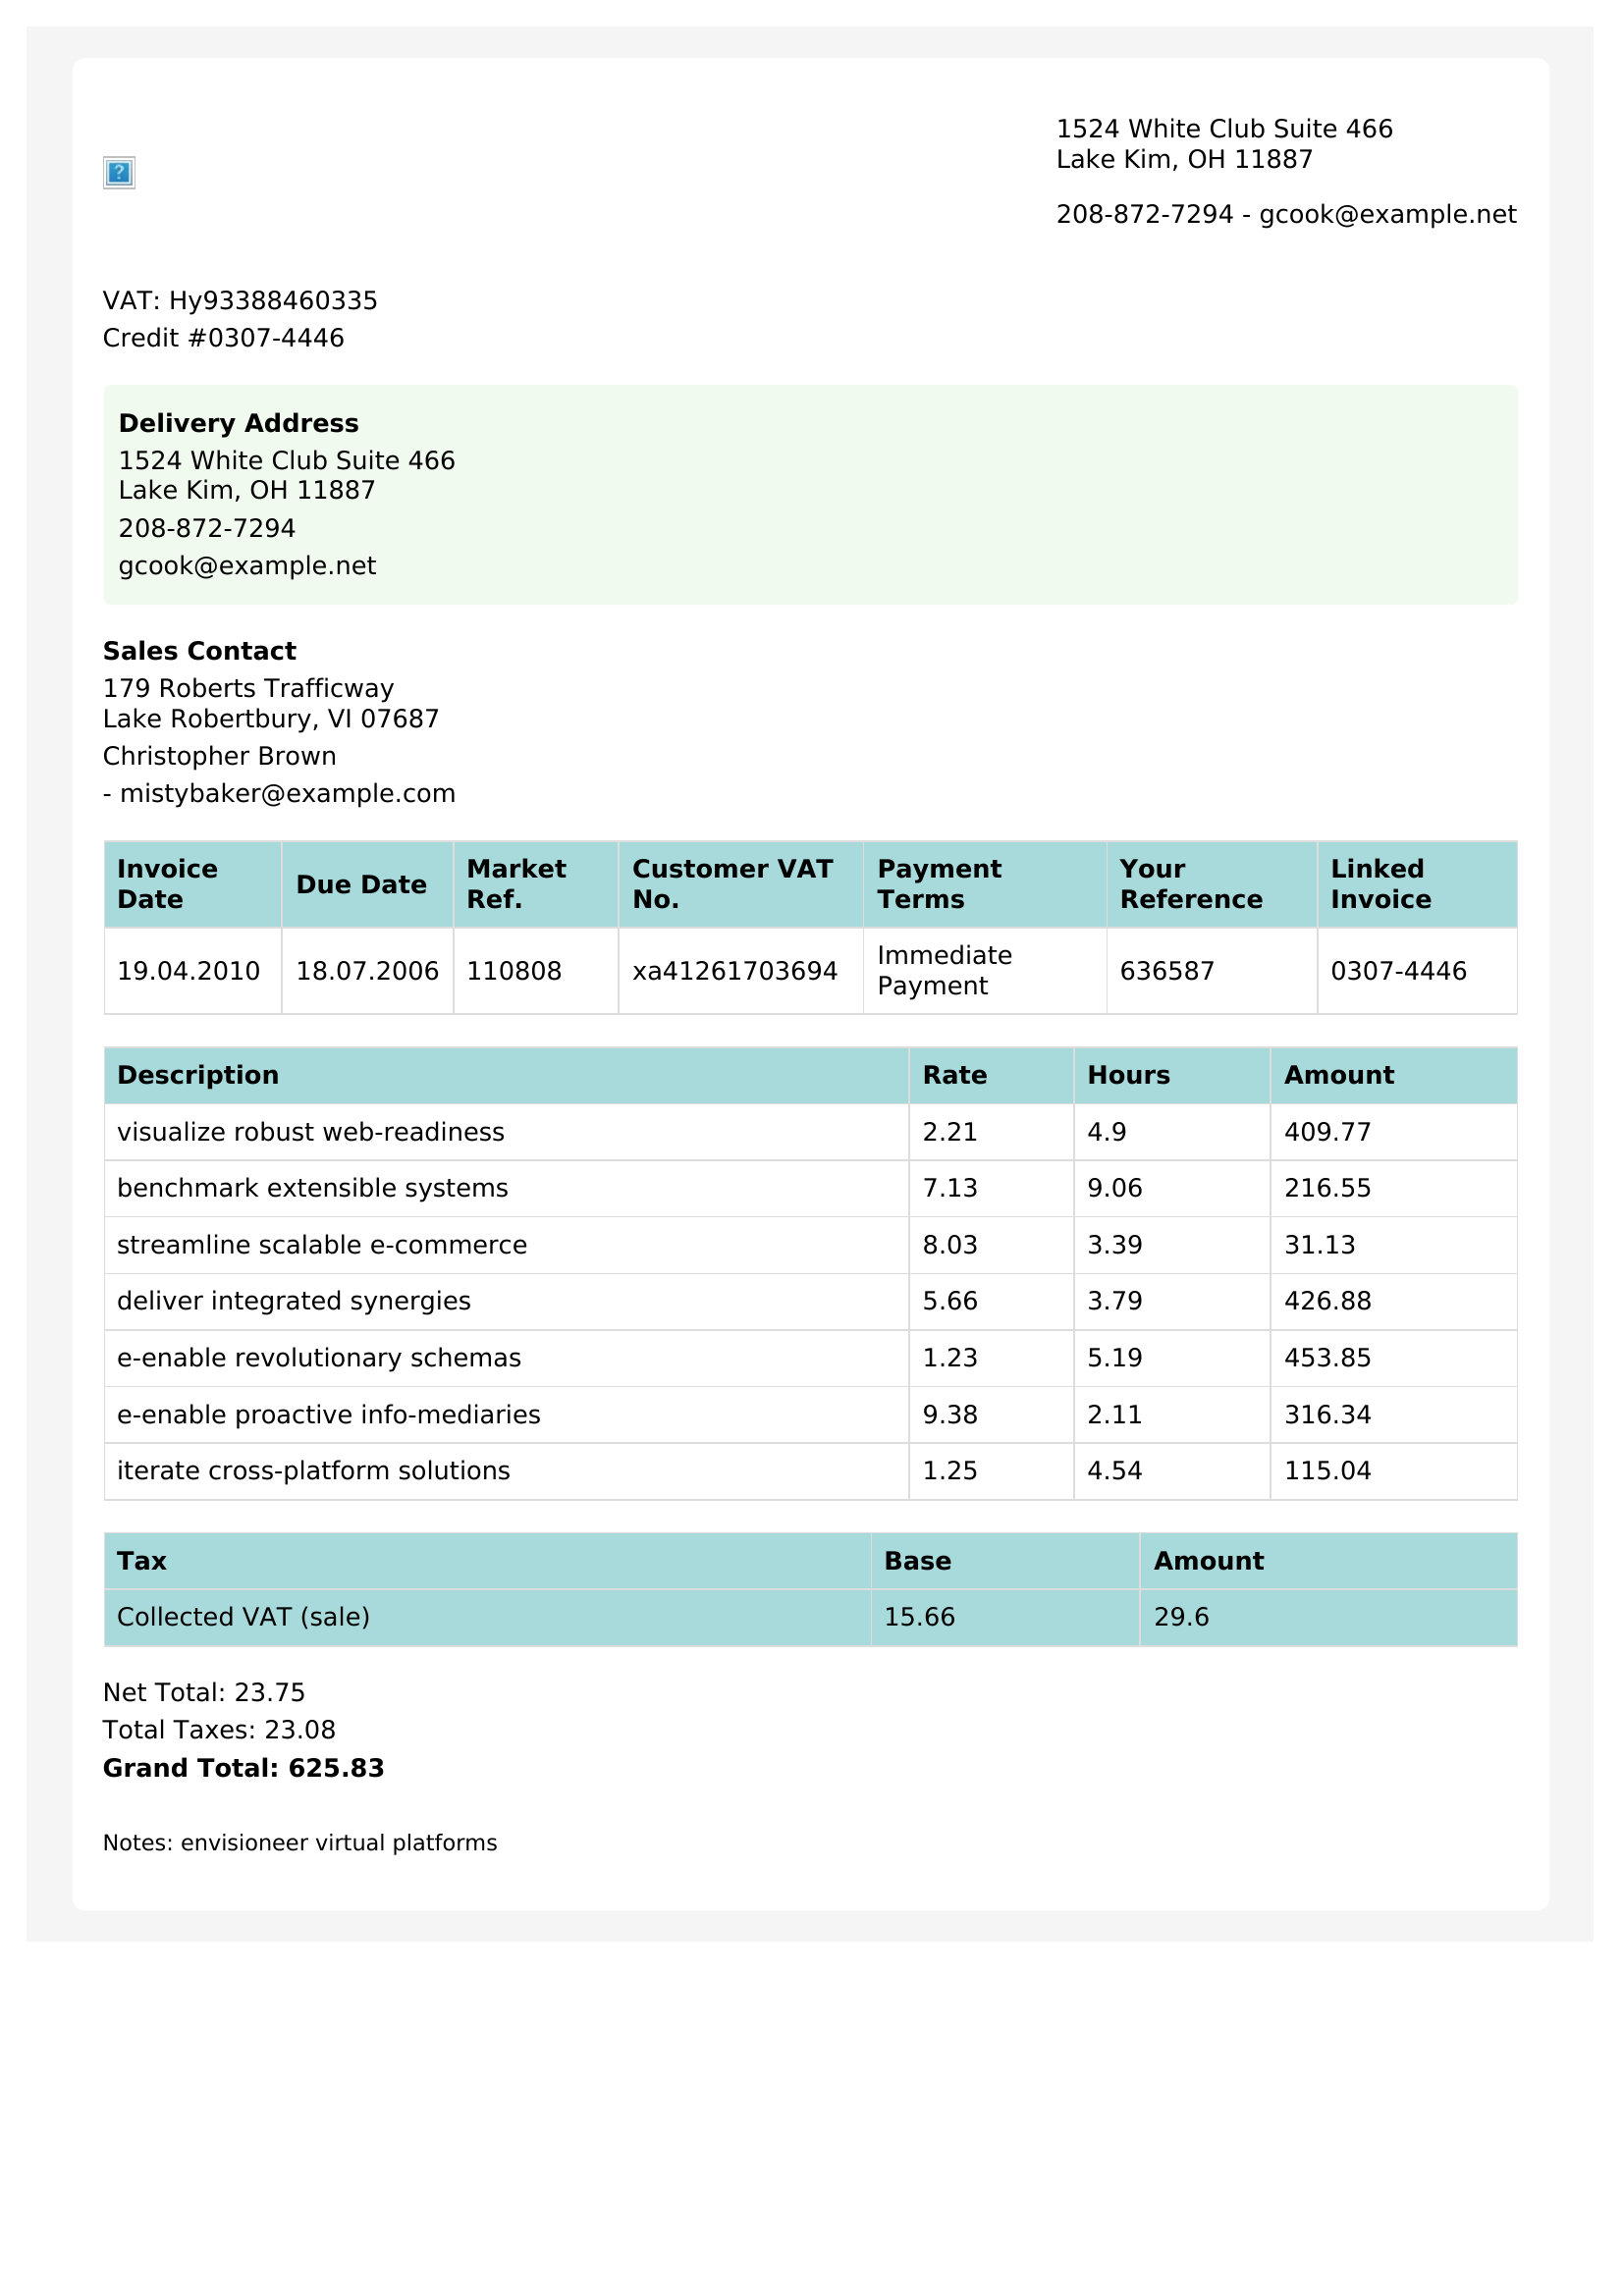 1524 White Club Suite 466
Lake Kim, OH 11887
208-872-7294 - gcook@example.net
VAT: Hy93388460335
Credit #0307-4446
Delivery Address
1524 White Club Suite 466
Lake Kim, OH 11887
208-872-7294
gcook@example.net
Sales Contact
179 Roberts Trafficway
Lake Robertbury, VI 07687
Christopher Brown
- mistybaker@example.com
Invoice Date Due Date Market Ref. Customer VAT No. Payment Terms Your Reference Linked Invoice
19.04.2010 18.07.2006 110808 xa41261703694 Immediate Payment 636587 0307-4446
Description Rate Hours Amount
visualize robust web-readiness 2.21 4.9 409.77
benchmark extensible systems 7.13 9.06 216.55
streamline scalable e-commerce 8.03 3.39 31.13
deliver integrated synergies 5.66 3.79 426.88
e-enable revolutionary schemas 1.23 5.19 453.85
e-enable proactive info-mediaries 9.38 2.11 316.34
iterate cross-platform solutions 1.25 4.54 115.04
Tax Base Amount
Collected VAT (sale) 15.66 29.6
Net Total: 23.75
Total Taxes: 23.08
Grand Total: 625.83
Notes: envisioneer virtual platforms